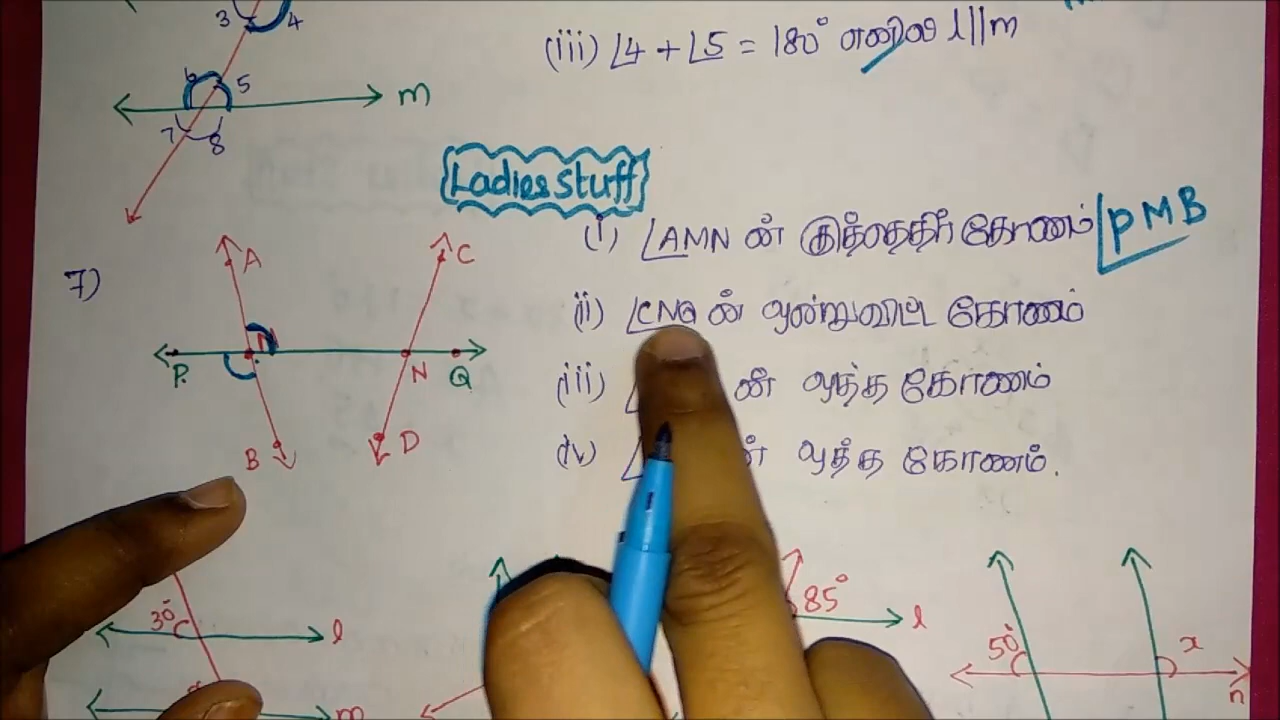 3 4
(iii) ∠4 + ∠5 = 180° எனில் l||m
6 5
m
7 8
Ladies Stuff
7)
(i) ∠AMN ன் குத்தெதிர் கோணம் ∠PMB
A C
(ii) ∠CNQ ன் ஒன்றுவிட்ட கோணம்
P M N Q
(iii) ∠ ன் ஒத்த கோணம்
B D
(iv) ∠ ன் ஒத்த கோணம்.
30° l
85° l
50° x
m
n